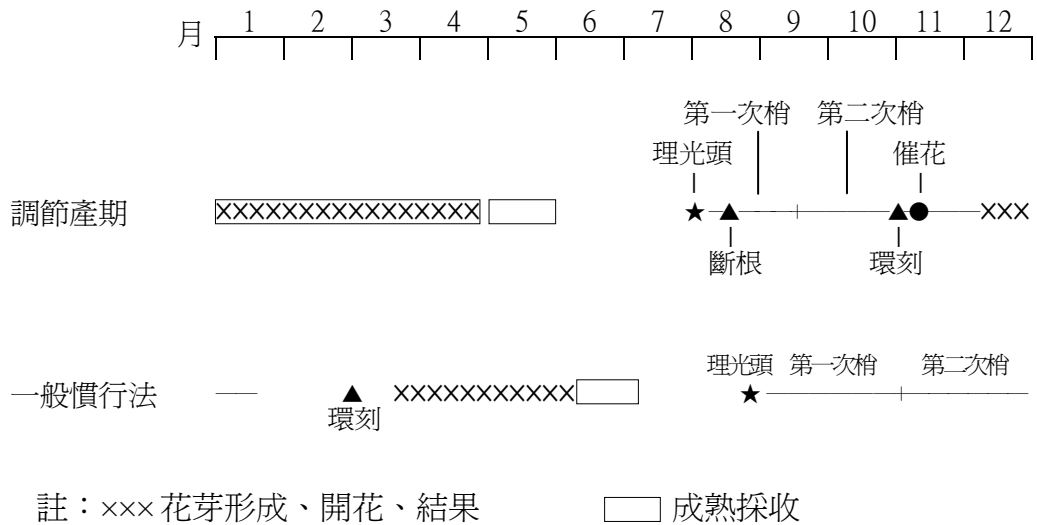 月 1 2 3 4 5 6 7 8 9 10 11 12
第一次梢 第二次梢
理光頭 催花
調節產期 ×××××××××××××××× ×××
斷根 環刻
理光頭 第一次梢 第二次梢
一般慣行法 ×××××××××××
環刻
註：××× 花芽形成、開花、結果 成熟採收